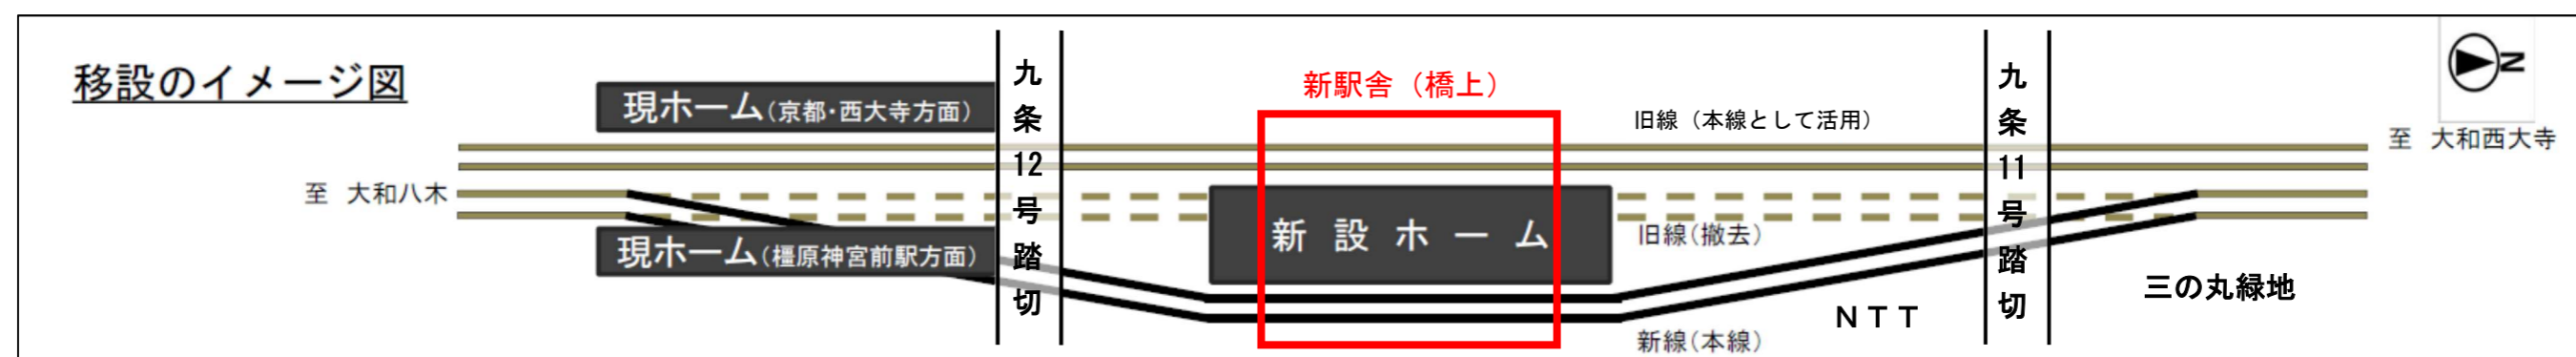 移設のイメージ図
現ホーム(京都・西大寺方面)
九条12号踏切
新駅舎（橋上）
旧線（本線として活用）
九条11号踏切
N
至 大和西大寺
至 大和八木
現ホーム(橿原神宮前駅方面)
新設ホーム
旧線(撤去)
新線(本線)
ＮＴＴ
三の丸緑地